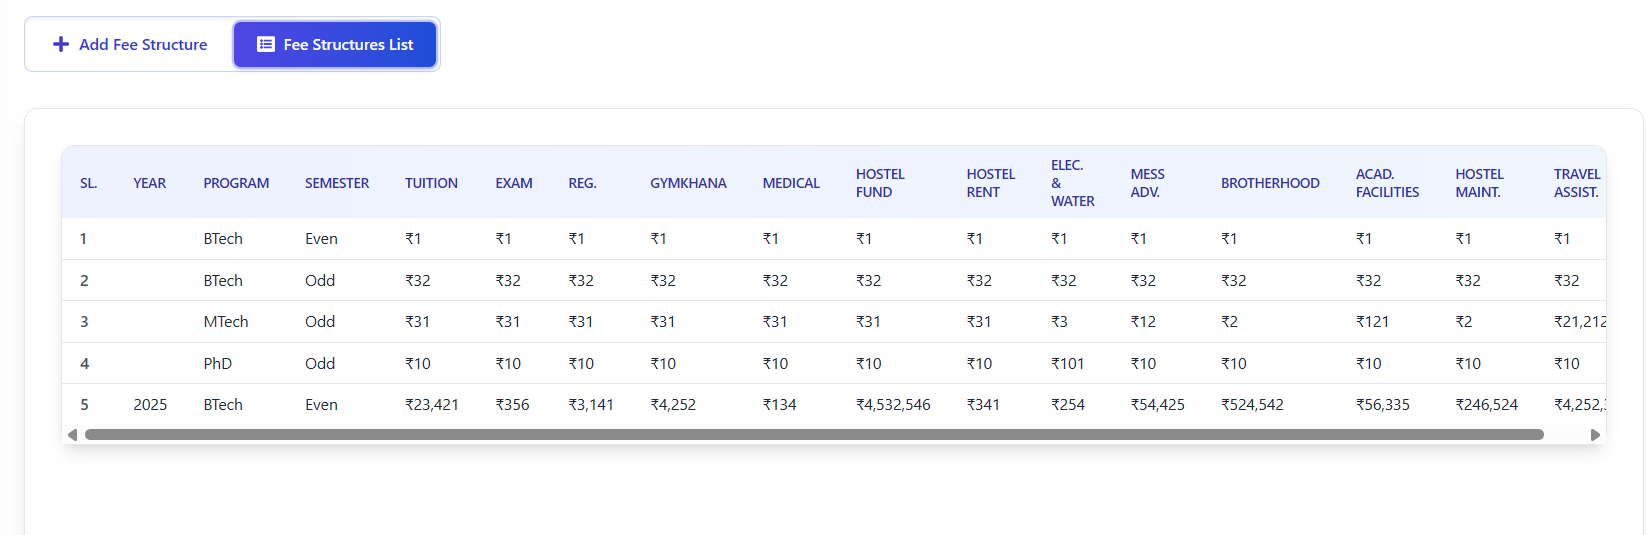 Add Fee Structure Fee Structures List
SL. YEAR PROGRAM SEMESTER TUITION EXAM REG. GYMKHANA MEDICAL HOSTEL FUND HOSTEL RENT ELEC. & WATER MESS ADV. BROTHERHOOD ACAD. FACILITIES HOSTEL MAINT. TRAVEL ASSIST.
1 BTech Even ₹1 ₹1 ₹1 ₹1 ₹1 ₹1 ₹1 ₹1 ₹1 ₹1 ₹1 ₹1 ₹1
2 BTech Odd ₹32 ₹32 ₹32 ₹32 ₹32 ₹32 ₹32 ₹32 ₹32 ₹32 ₹32 ₹32 ₹32
3 MTech Odd ₹31 ₹31 ₹31 ₹31 ₹31 ₹31 ₹31 ₹3 ₹12 ₹2 ₹121 ₹2 ₹21,212
4 PhD Odd ₹10 ₹10 ₹10 ₹10 ₹10 ₹10 ₹10 ₹101 ₹10 ₹10 ₹10 ₹10 ₹10
5 2025 BTech Even ₹23,421 ₹356 ₹3,141 ₹4,252 ₹134 ₹4,532,546 ₹341 ₹254 ₹54,425 ₹524,542 ₹56,335 ₹246,524